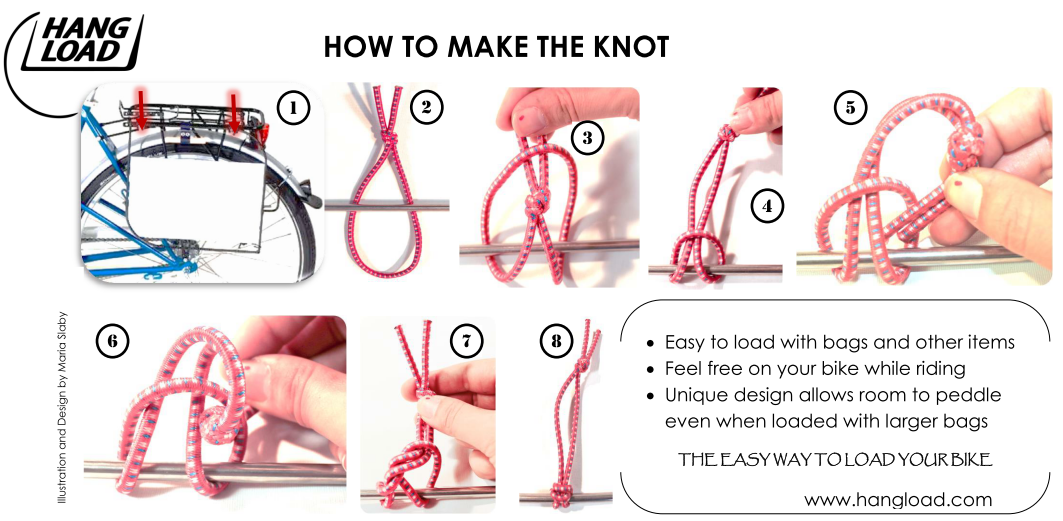 HANG
LOAD
HOW TO MAKE THE KNOT
1
2
3
4
5
6
7
8
Illustration and Design by Maria Slaby
• Easy to load with bags and other items
• Feel free on your bike while riding
• Unique design allows room to peddle
even when loaded with larger bags
THE EASY WAY TO LOAD YOUR BIKE
www.hangload.com